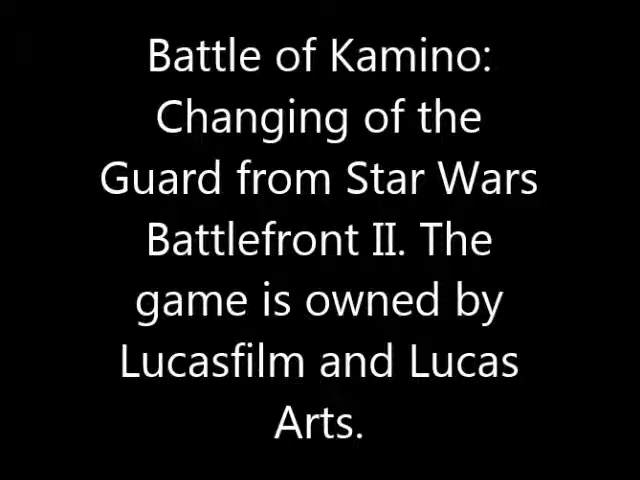 Battle of Kamino:
Changing of the
Guard from Star Wars
Battlefront II. The
game is owned by
Lucasfilm and Lucas
Arts.